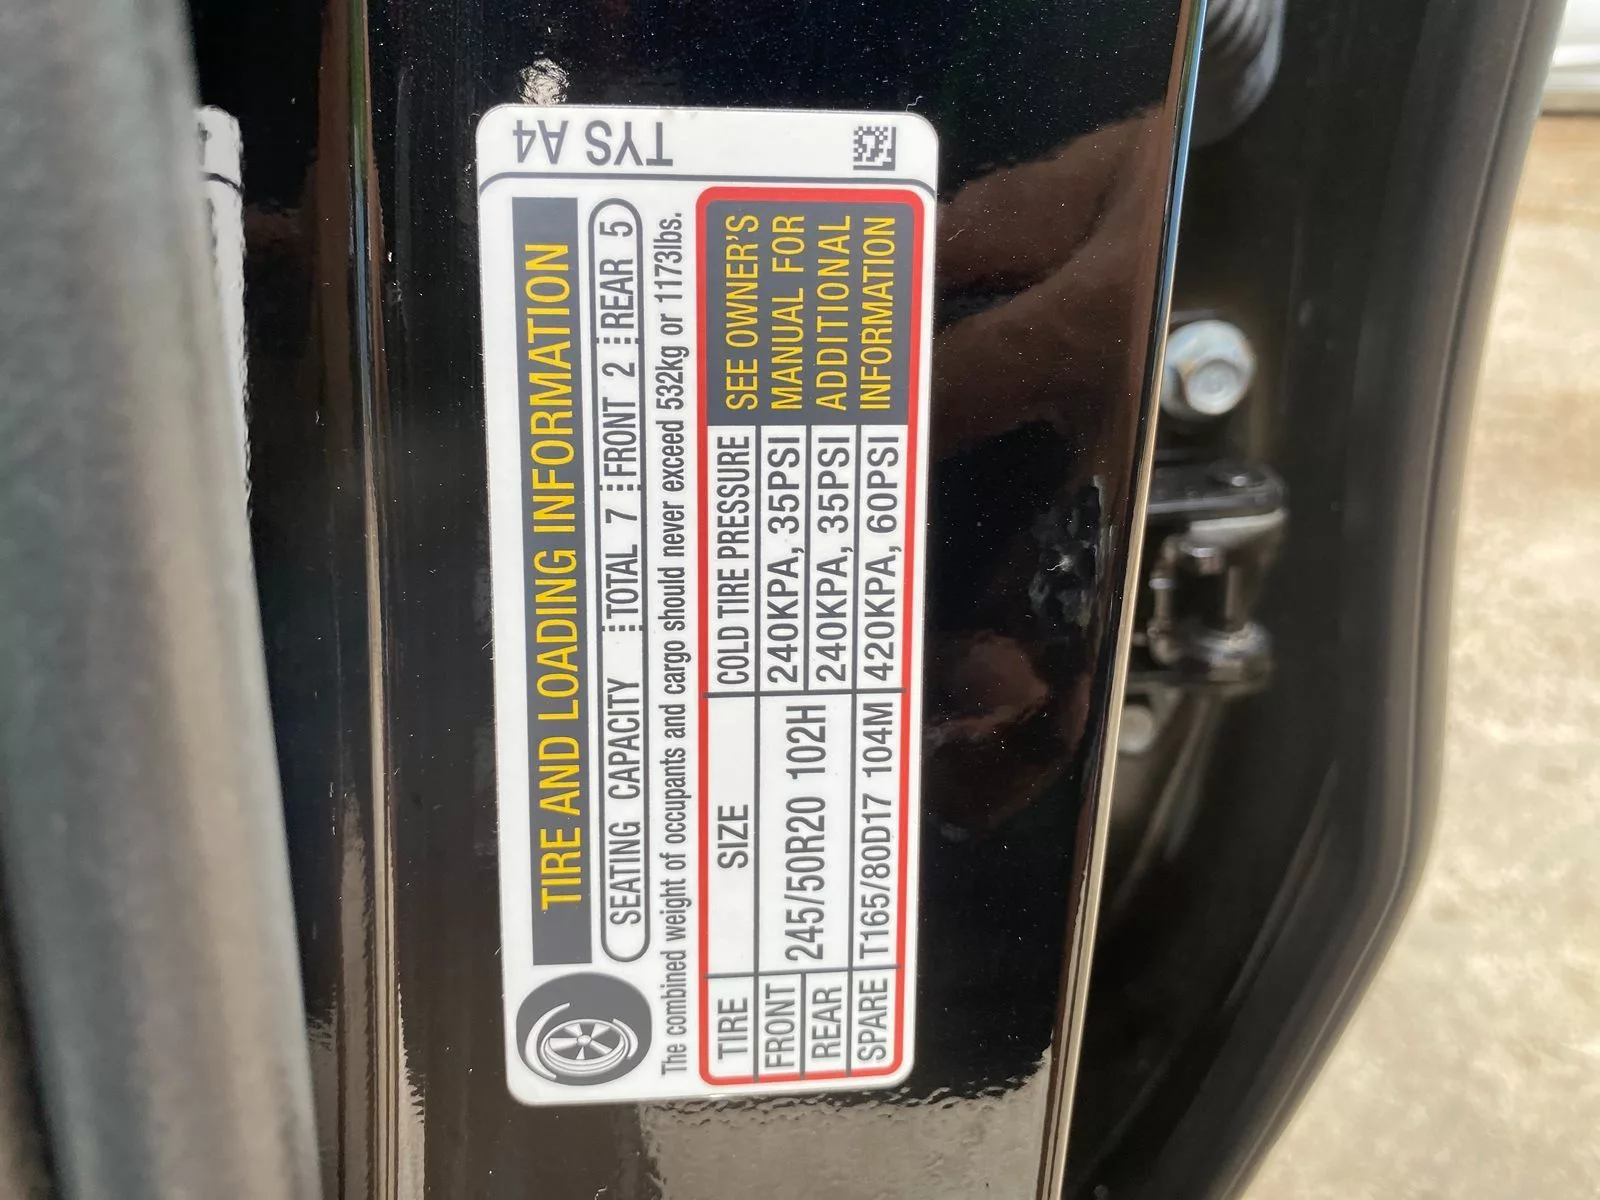 TYS A4
TIRE AND LOADING INFORMATION
SEATING CAPACITY TOTAL 7 FRONT 2 REAR 5
The combined weight of occupants and cargo should never exceed 532kg or 1173lbs.
TIRE SIZE COLD TIRE PRESSURE
FRONT 245/50R20 102H 240KPA, 35PSI
REAR 240KPA, 35PSI
SPARE T165/80D17 104M 420KPA, 60PSI
SEE OWNER'S
MANUAL FOR
ADDITIONAL
INFORMATION